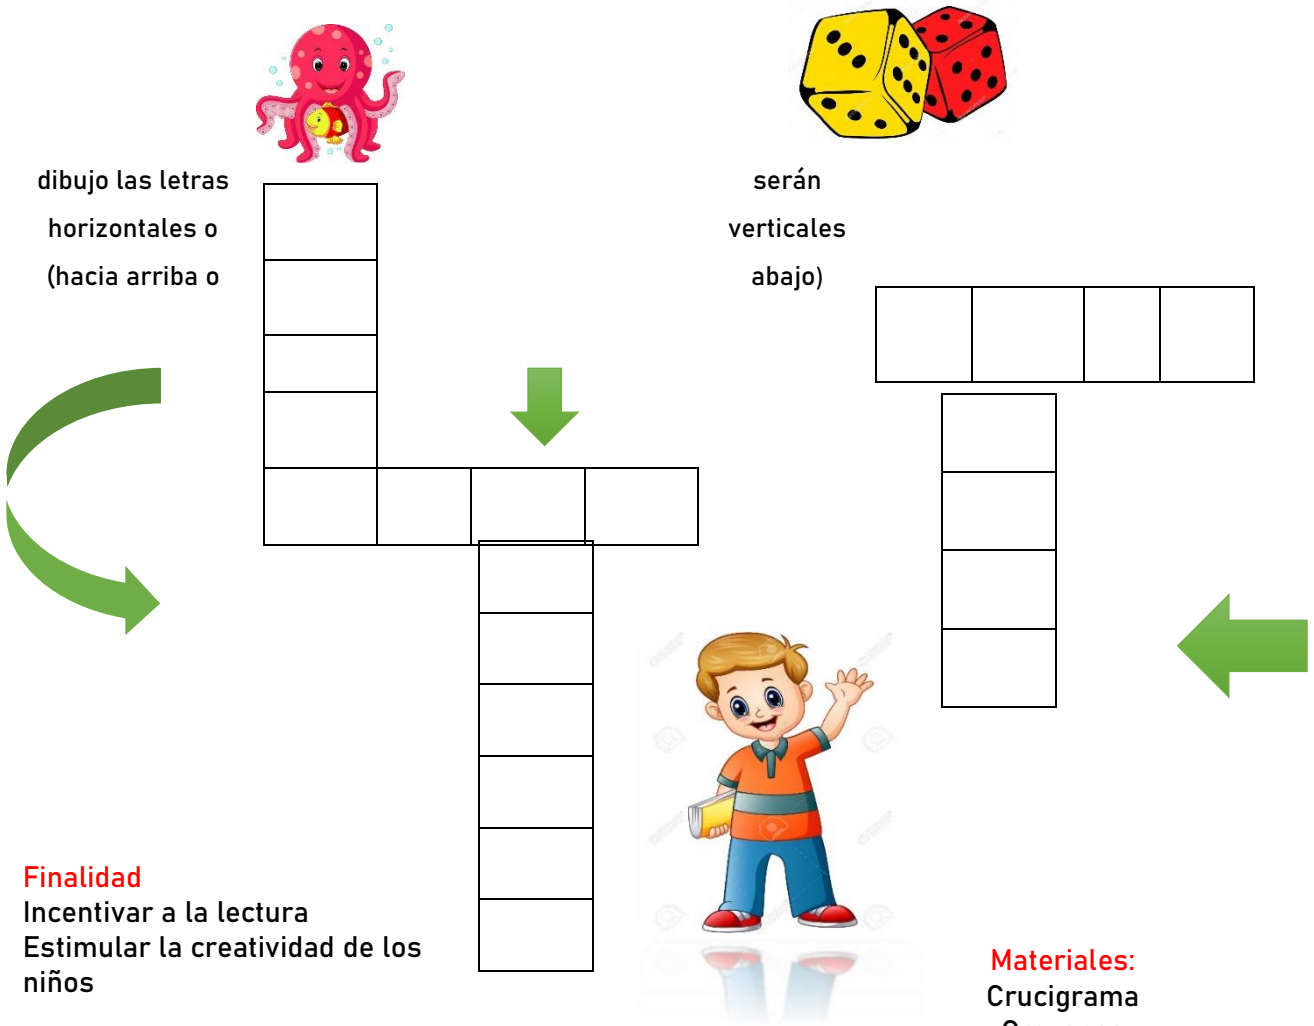 dibujo las letras
serán
horizontales o
verticales
(hacia arriba o
abajo)
Finalidad
Incentivar a la lectura
Estimular la creatividad de los
niños
Materiales:
Crucigrama